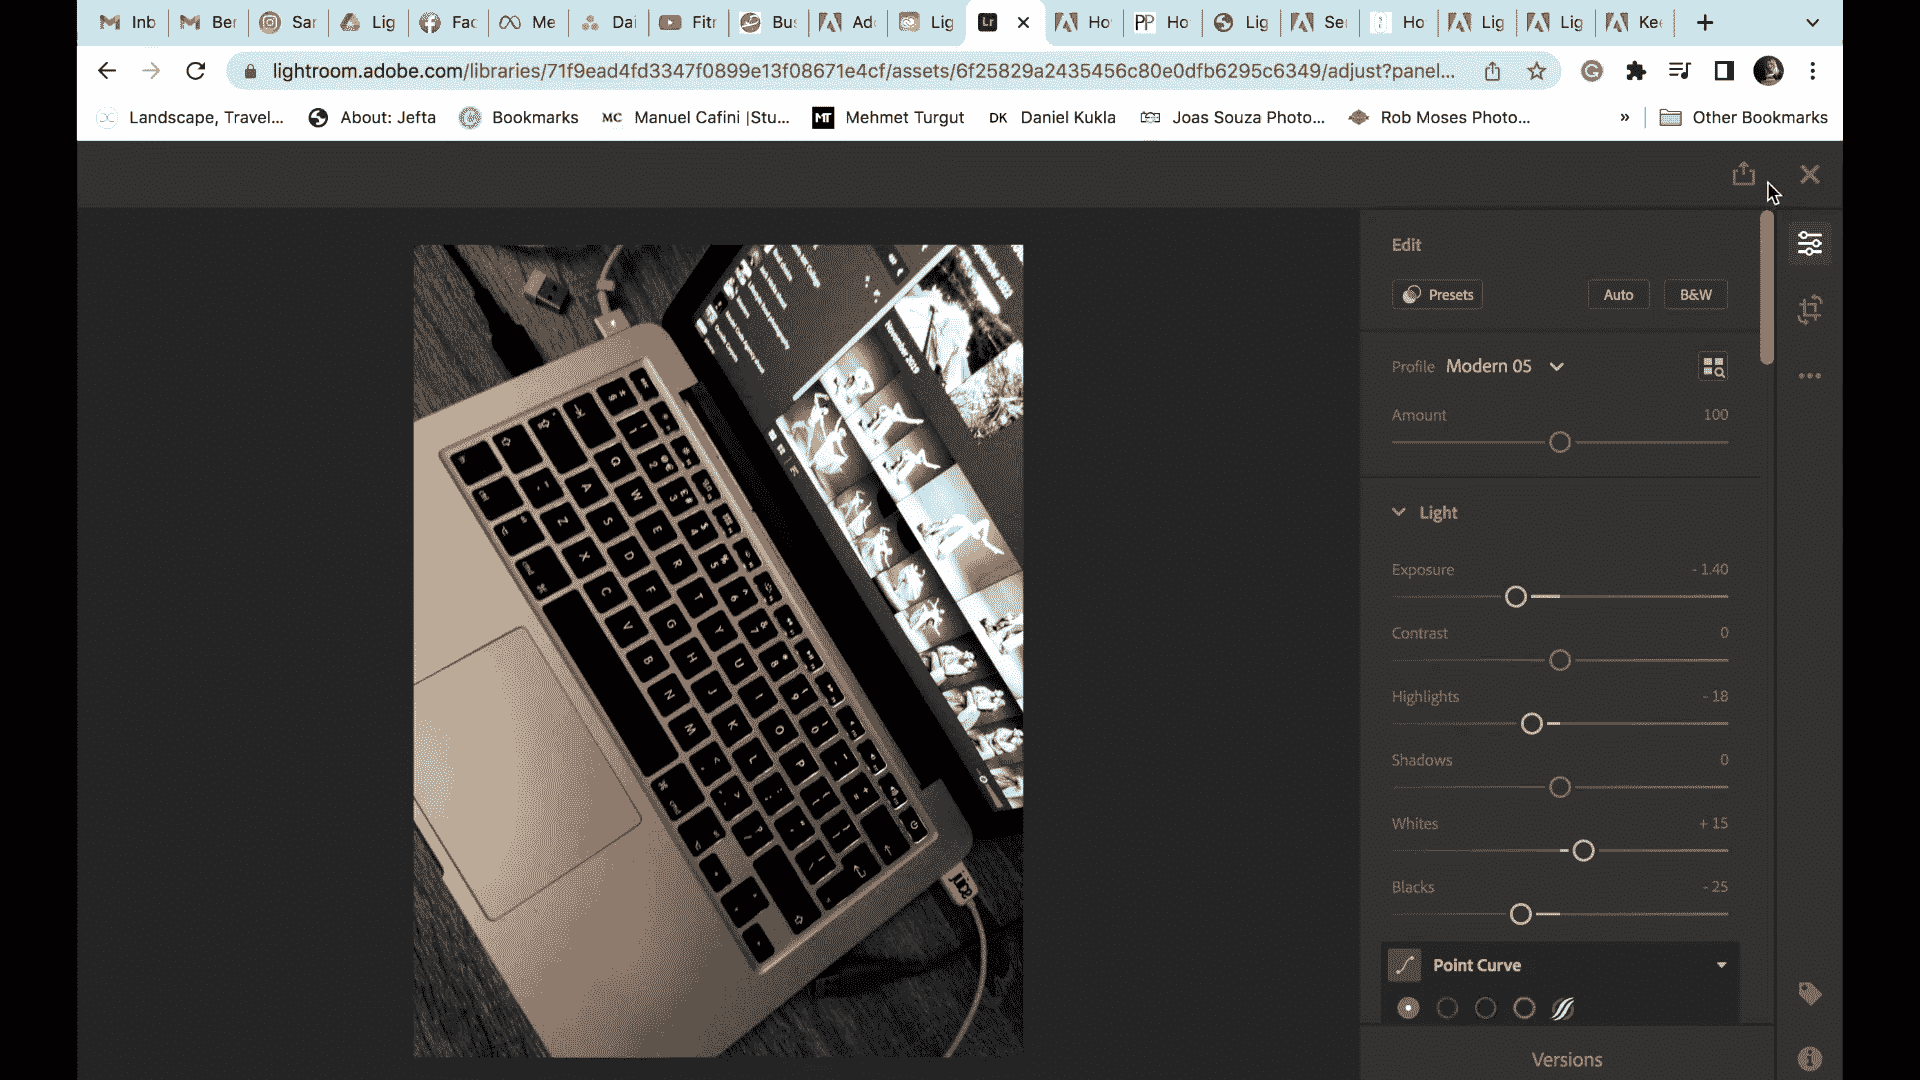 Inb
Ber
Sar
Lig
Fac
Me
Dai
Fitr
Bus
Ad
Lig
Lr
Ho
PP Ho
Lig
Se
Ho
Lig
Lig
Ke
lightroom.adobe.com/libraries/71f9ead4fd3347f0899e13f08671e4cf/assets/6f25829a2435456c80e0dfb6295c6349/adjust?panel...
Landscape, Travel...
About: Jefta
Bookmarks
MC Manuel Cafini |Stu...
MT Mehmet Turgut
DK Daniel Kukla
Joas Souza Photo...
Rob Moses Photo...
»
Other Bookmarks
Edit
Presets
Auto
B&W
Profile Modern 05
Amount 100
Light
Exposure - 1.40
Contrast 0
Highlights - 18
Shadows 0
Whites + 15
Blacks - 25
Point Curve
Versions
juice